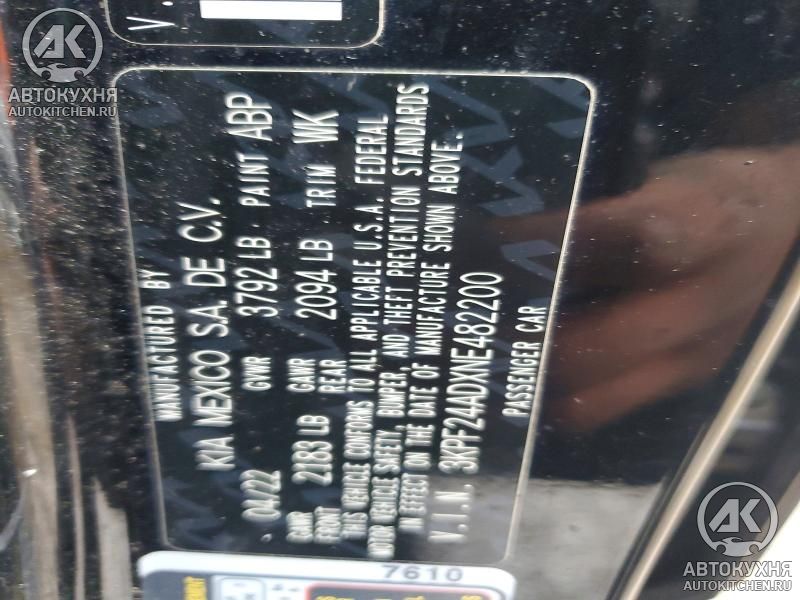 V.
MANUFACTURED BY
KIA MEXICO S.A. DE C.V.
04/22 GVWR 3792 LB PAINT ABP
GAWR FRONT 2183 LB GAWR REAR 2094 LB TRIM WK
THIS VEHICLE CONFORMS TO ALL APPLICABLE U.S.A. FEDERAL
MOTOR VEHICLE SAFETY, BUMPER, AND THEFT PREVENTION STANDARDS
IN EFFECT ON THE DATE OF MANUFACTURE SHOWN ABOVE.
V.I.N. 3KPF24ADXNE482200
PASSENGER CAR
7610
АК
АВТОКУХНЯ
AUTOKITCHEN.RU
АК
АВТОКУХНЯ
AUTOKITCHEN.RU